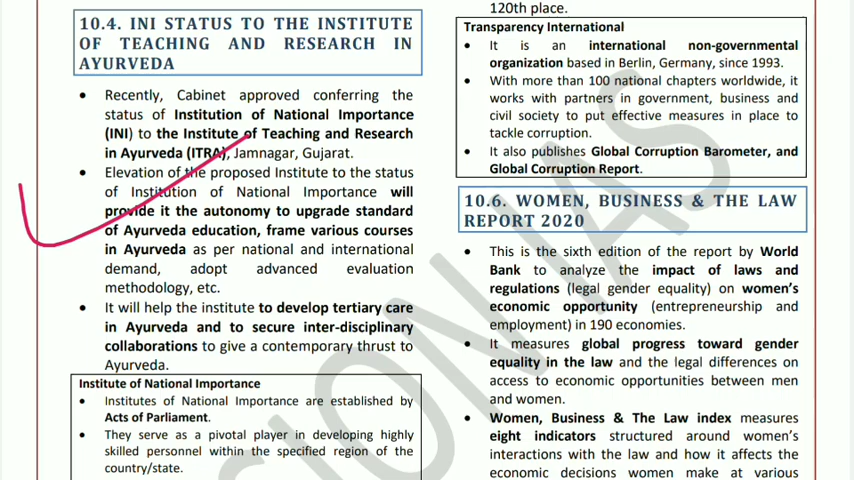 10.4. INI STATUS TO THE INSTITUTE
OF TEACHING AND RESEARCH IN
AYURVEDA
• Recently, Cabinet approved conferring the
status of Institution of National Importance
(INI) to the Institute of Teaching and Research
in Ayurveda (ITRA), Jamnagar, Gujarat.
• Elevation of the proposed Institute to the status
of Institution of National Importance will
provide it the autonomy to upgrade standard
of Ayurveda education, frame various courses
in Ayurveda as per national and international
demand, adopt advanced evaluation
methodology, etc.
• It will help the institute to develop tertiary care
in Ayurveda and to secure inter-disciplinary
collaborations to give a contemporary thrust to
Ayurveda.
Institute of National Importance
• Institutes of National Importance are established by
Acts of Parliament.
• They serve as a pivotal player in developing highly
skilled personnel within the specified region of the
country/state.
120th place.
Transparency International
• It is an international non-governmental
organization based in Berlin, Germany, since 1993.
• With more than 100 national chapters worldwide, it
works with partners in government, business and
civil society to put effective measures in place to
tackle corruption.
• It also publishes Global Corruption Barometer, and
Global Corruption Report.
10.6. WOMEN, BUSINESS & THE LAW
REPORT 2020
• This is the sixth edition of the report by World
Bank to analyze the impact of laws and
regulations (legal gender equality) on women's
economic opportunity (entrepreneurship and
employment) in 190 economies.
• It measures global progress toward gender
equality in the law and the legal differences on
access to economic opportunities between men
and women.
• Women, Business & The Law index measures
eight indicators structured around women's
interactions with the law and how it affects the
economic decisions women make at various
SION IAS